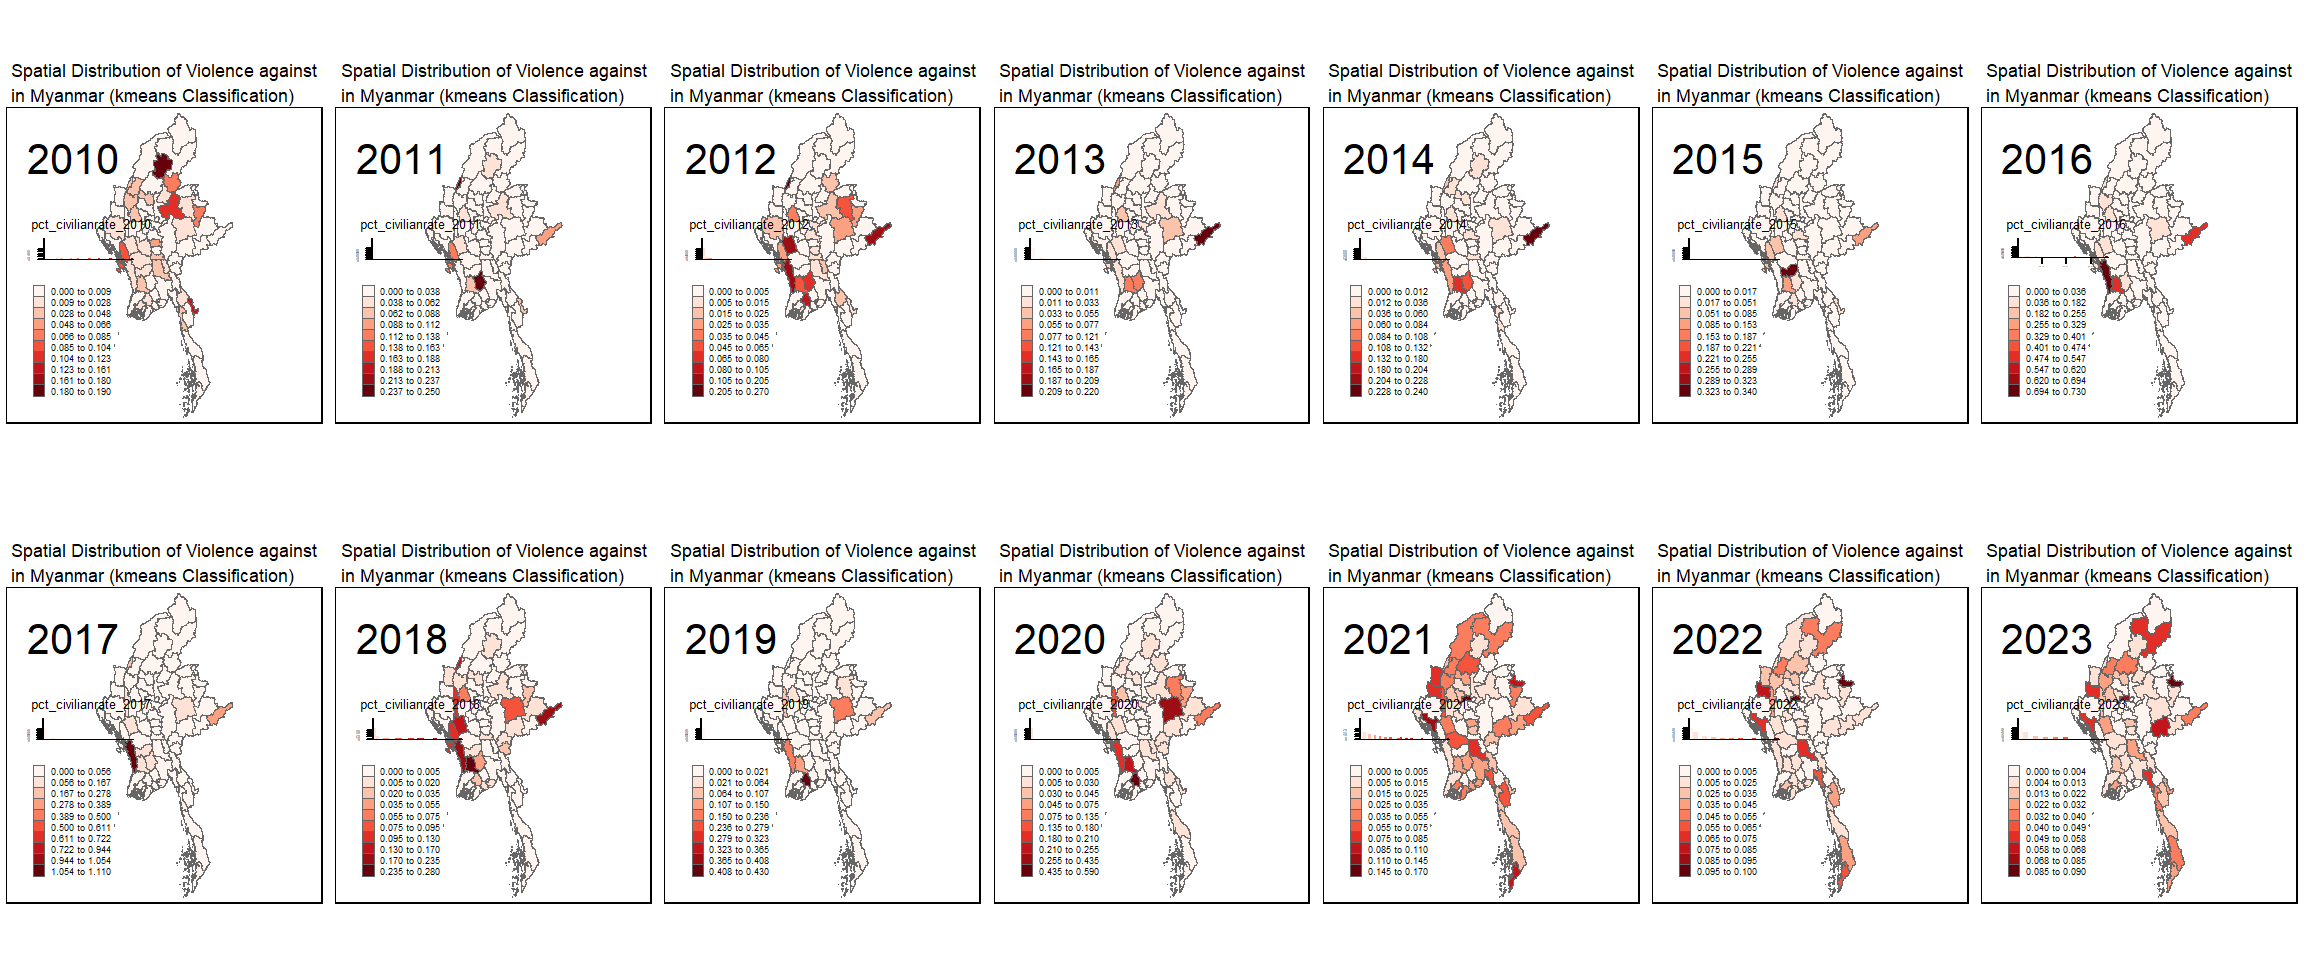 Spatial Distribution of Violence against
in Myanmar (kmeans Classification)
2010
pct_civilianrate_2010
0.000 to 0.009
0.009 to 0.028
0.028 to 0.048
0.048 to 0.066
0.066 to 0.085
0.085 to 0.104
0.104 to 0.123
0.123 to 0.161
0.161 to 0.180
0.180 to 0.190
Spatial Distribution of Violence against
in Myanmar (kmeans Classification)
2011
pct_civilianrate_2011
0.000 to 0.038
0.038 to 0.062
0.062 to 0.088
0.088 to 0.112
0.112 to 0.138
0.138 to 0.163
0.163 to 0.188
0.188 to 0.213
0.213 to 0.237
0.237 to 0.250
Spatial Distribution of Violence against
in Myanmar (kmeans Classification)
2012
pct_civilianrate_2012
0.000 to 0.005
0.005 to 0.015
0.015 to 0.025
0.025 to 0.035
0.035 to 0.045
0.045 to 0.065
0.065 to 0.080
0.080 to 0.105
0.105 to 0.205
0.205 to 0.270
Spatial Distribution of Violence against
in Myanmar (kmeans Classification)
2013
pct_civilianrate_2013
0.000 to 0.011
0.011 to 0.033
0.033 to 0.055
0.055 to 0.077
0.077 to 0.121
0.121 to 0.143
0.143 to 0.165
0.165 to 0.187
0.187 to 0.209
0.209 to 0.220
Spatial Distribution of Violence against
in Myanmar (kmeans Classification)
2014
pct_civilianrate_2014
0.000 to 0.012
0.012 to 0.036
0.036 to 0.060
0.060 to 0.084
0.084 to 0.108
0.108 to 0.132
0.132 to 0.180
0.180 to 0.204
0.204 to 0.228
0.228 to 0.240
Spatial Distribution of Violence against
in Myanmar (kmeans Classification)
2015
pct_civilianrate_2015
0.000 to 0.017
0.017 to 0.051
0.051 to 0.085
0.085 to 0.153
0.153 to 0.187
0.187 to 0.221
0.221 to 0.255
0.255 to 0.289
0.289 to 0.323
0.323 to 0.340
Spatial Distribution of Violence against
in Myanmar (kmeans Classification)
2016
pct_civilianrate_2016
0.000 to 0.036
0.036 to 0.182
0.182 to 0.255
0.255 to 0.329
0.329 to 0.401
0.401 to 0.474
0.474 to 0.547
0.547 to 0.620
0.620 to 0.694
0.694 to 0.730
Spatial Distribution of Violence against
in Myanmar (kmeans Classification)
2017
pct_civilianrate_2017
0.000 to 0.056
0.056 to 0.167
0.167 to 0.278
0.278 to 0.389
0.389 to 0.500
0.500 to 0.611
0.611 to 0.722
0.722 to 0.944
0.944 to 1.054
1.054 to 1.110
Spatial Distribution of Violence against
in Myanmar (kmeans Classification)
2018
pct_civilianrate_2018
0.000 to 0.005
0.005 to 0.020
0.020 to 0.035
0.035 to 0.055
0.055 to 0.075
0.075 to 0.095
0.095 to 0.130
0.130 to 0.170
0.170 to 0.235
0.235 to 0.280
Spatial Distribution of Violence against
in Myanmar (kmeans Classification)
2019
pct_civilianrate_2019
0.000 to 0.021
0.021 to 0.064
0.064 to 0.107
0.107 to 0.150
0.150 to 0.236
0.236 to 0.279
0.279 to 0.323
0.323 to 0.365
0.365 to 0.408
0.408 to 0.430
Spatial Distribution of Violence against
in Myanmar (kmeans Classification)
2020
pct_civilianrate_2020
0.000 to 0.005
0.005 to 0.030
0.030 to 0.045
0.045 to 0.075
0.075 to 0.135
0.135 to 0.180
0.180 to 0.210
0.210 to 0.255
0.255 to 0.435
0.435 to 0.590
Spatial Distribution of Violence against
in Myanmar (kmeans Classification)
2021
pct_civilianrate_2021
0.000 to 0.005
0.005 to 0.015
0.015 to 0.025
0.025 to 0.035
0.035 to 0.055
0.055 to 0.075
0.075 to 0.085
0.085 to 0.110
0.110 to 0.145
0.145 to 0.170
Spatial Distribution of Violence against
in Myanmar (kmeans Classification)
2022
pct_civilianrate_2022
0.000 to 0.005
0.005 to 0.025
0.025 to 0.035
0.035 to 0.045
0.045 to 0.055
0.055 to 0.065
0.065 to 0.075
0.075 to 0.085
0.085 to 0.095
0.095 to 0.100
Spatial Distribution of Violence against
in Myanmar (kmeans Classification)
2023
pct_civilianrate_2023
0.000 to 0.004
0.004 to 0.013
0.013 to 0.022
0.022 to 0.032
0.032 to 0.040
0.040 to 0.049
0.049 to 0.058
0.058 to 0.068
0.068 to 0.085
0.085 to 0.090